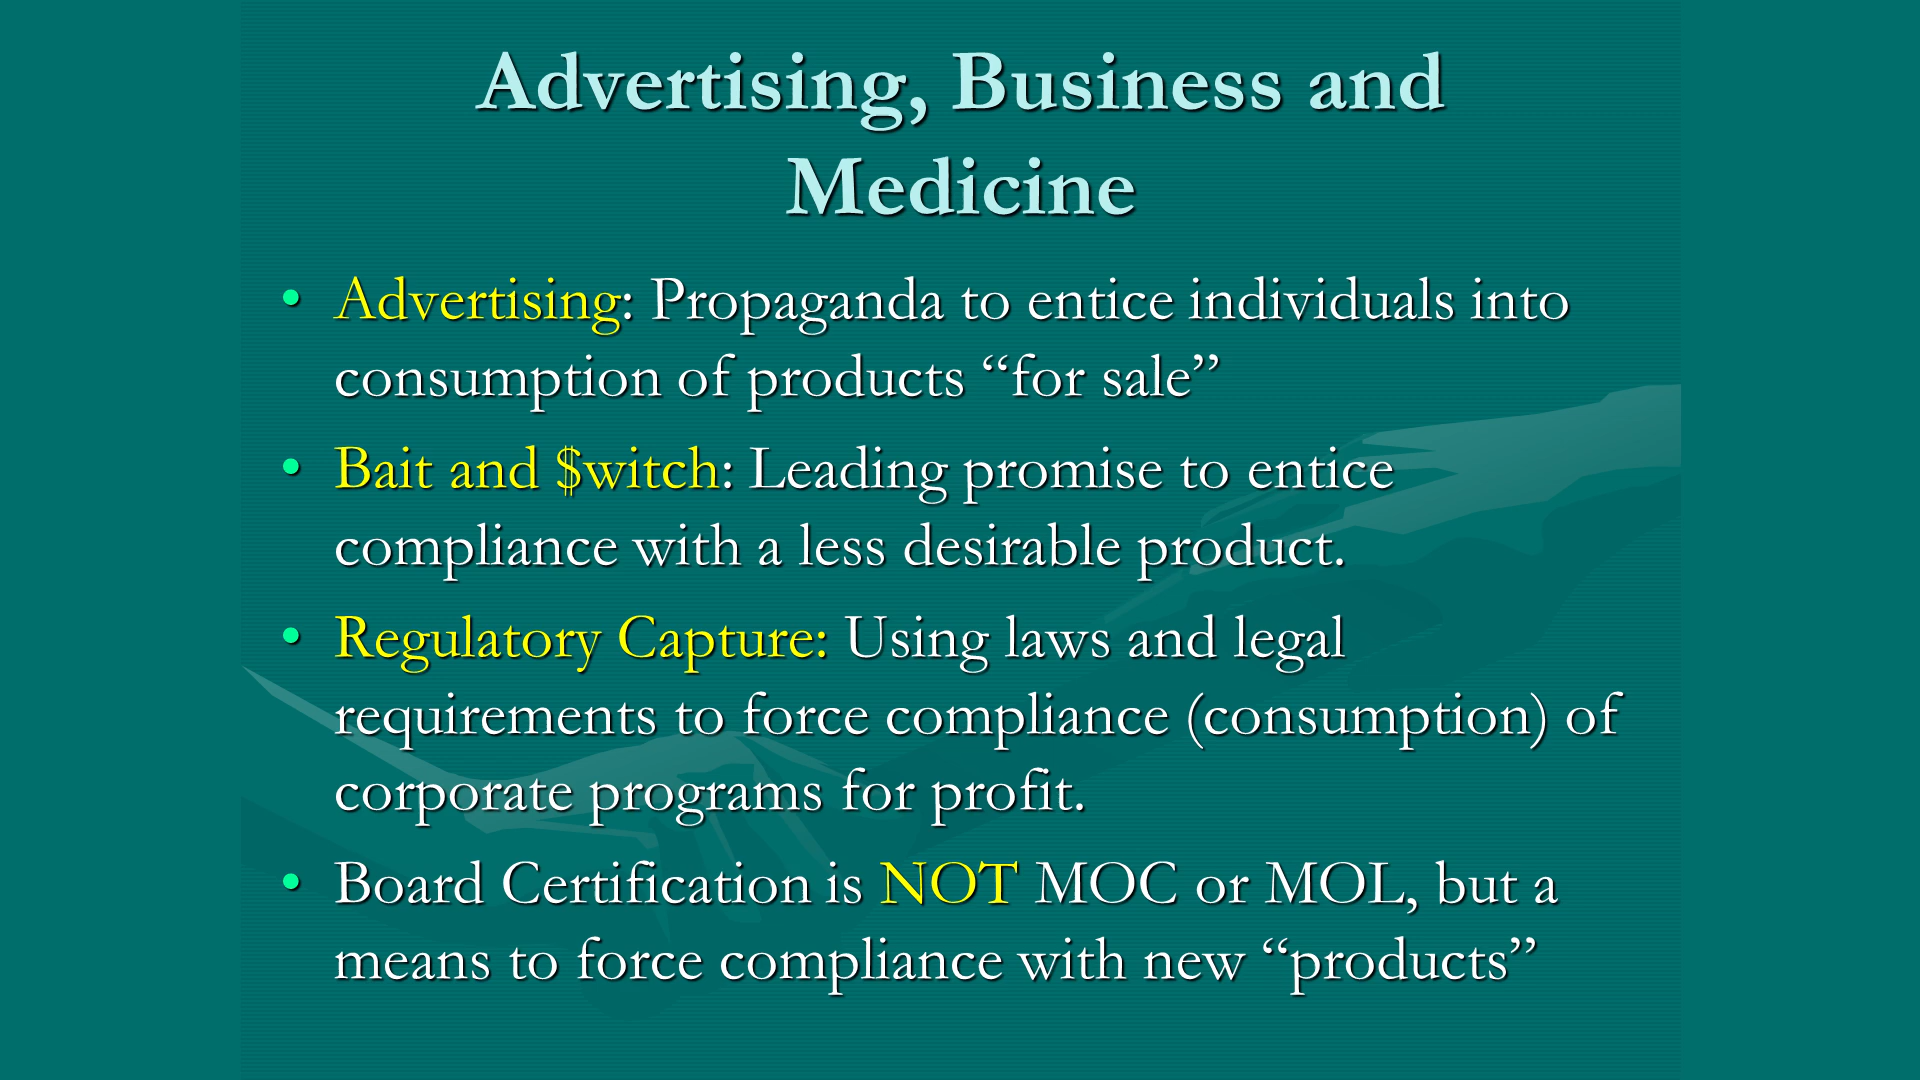 Advertising, Business and
Medicine
• Advertising: Propaganda to entice individuals into
consumption of products “for sale”
• Bait and $witch: Leading promise to entice
compliance with a less desirable product.
• Regulatory Capture: Using laws and legal
requirements to force compliance (consumption) of
corporate programs for profit.
• Board Certification is NOT MOC or MOL, but a
means to force compliance with new “products”